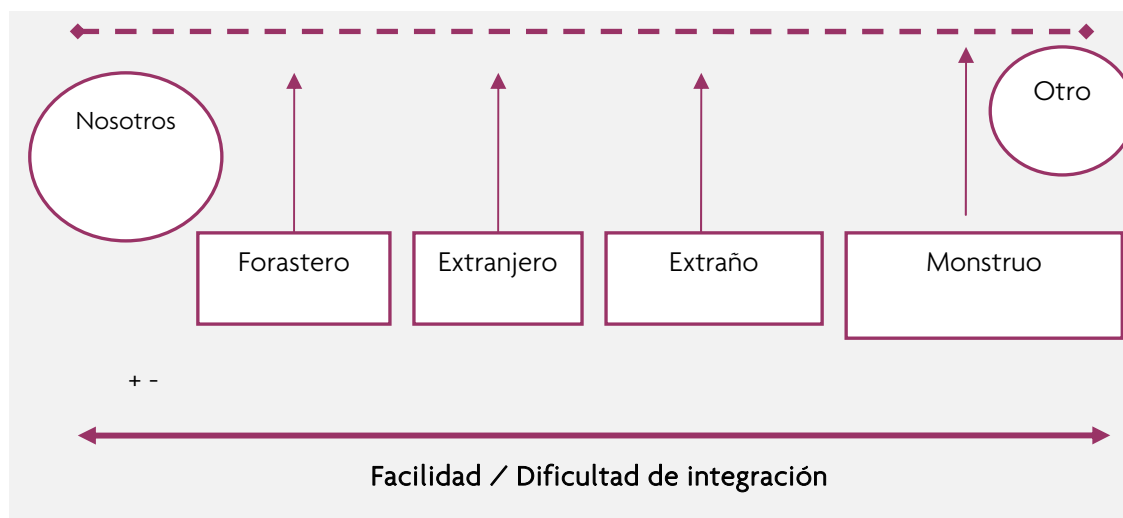 Nosotros
Otro
Forastero
Extranjero
Extraño
Monstruo
+ -
Facilidad / Dificultad de integración